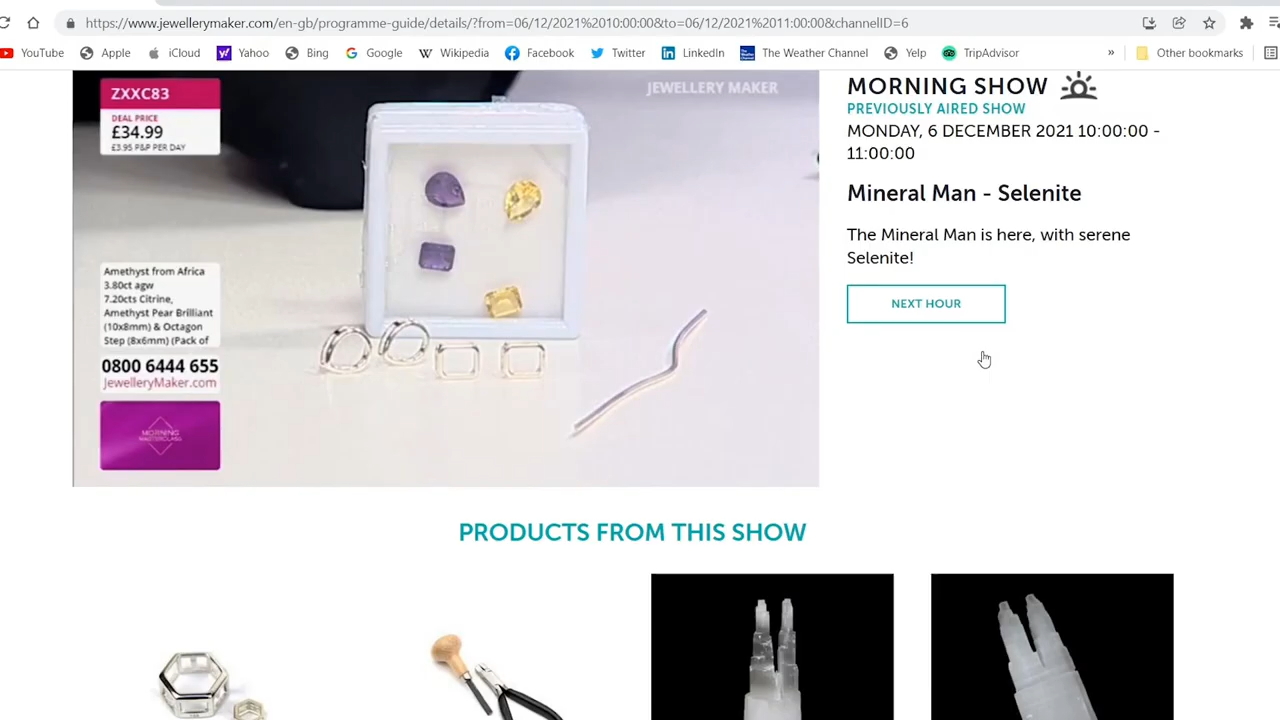 https://www.jewellerymaker.com/en-gb/programme-guide/details/?from=06/12/2021%2010:00:00&to=06/12/2021%2011:00:00&channelID=6
YouTube Apple iCloud Yahoo Bing Google Wikipedia Facebook Twitter LinkedIn The Weather Channel Yelp TripAdvisor » Other bookmarks
ZXXC83
DEAL PRICE
£34.99
£3.95 P&P PER DAY
JEWELLERY MAKER
Amethyst from Africa
3.80ct agw
7.20cts Citrine,
Amethyst Pear Brilliant
(10x8mm) & Octagon
Step (8x6mm) (Pack of
0800 6444 655
JewelleryMaker.com
MORNING
MASTERCLASS
MORNING SHOW
PREVIOUSLY AIRED SHOW
MONDAY, 6 DECEMBER 2021 10:00:00 -
11:00:00
Mineral Man - Selenite
The Mineral Man is here, with serene
Selenite!
NEXT HOUR
PRODUCTS FROM THIS SHOW